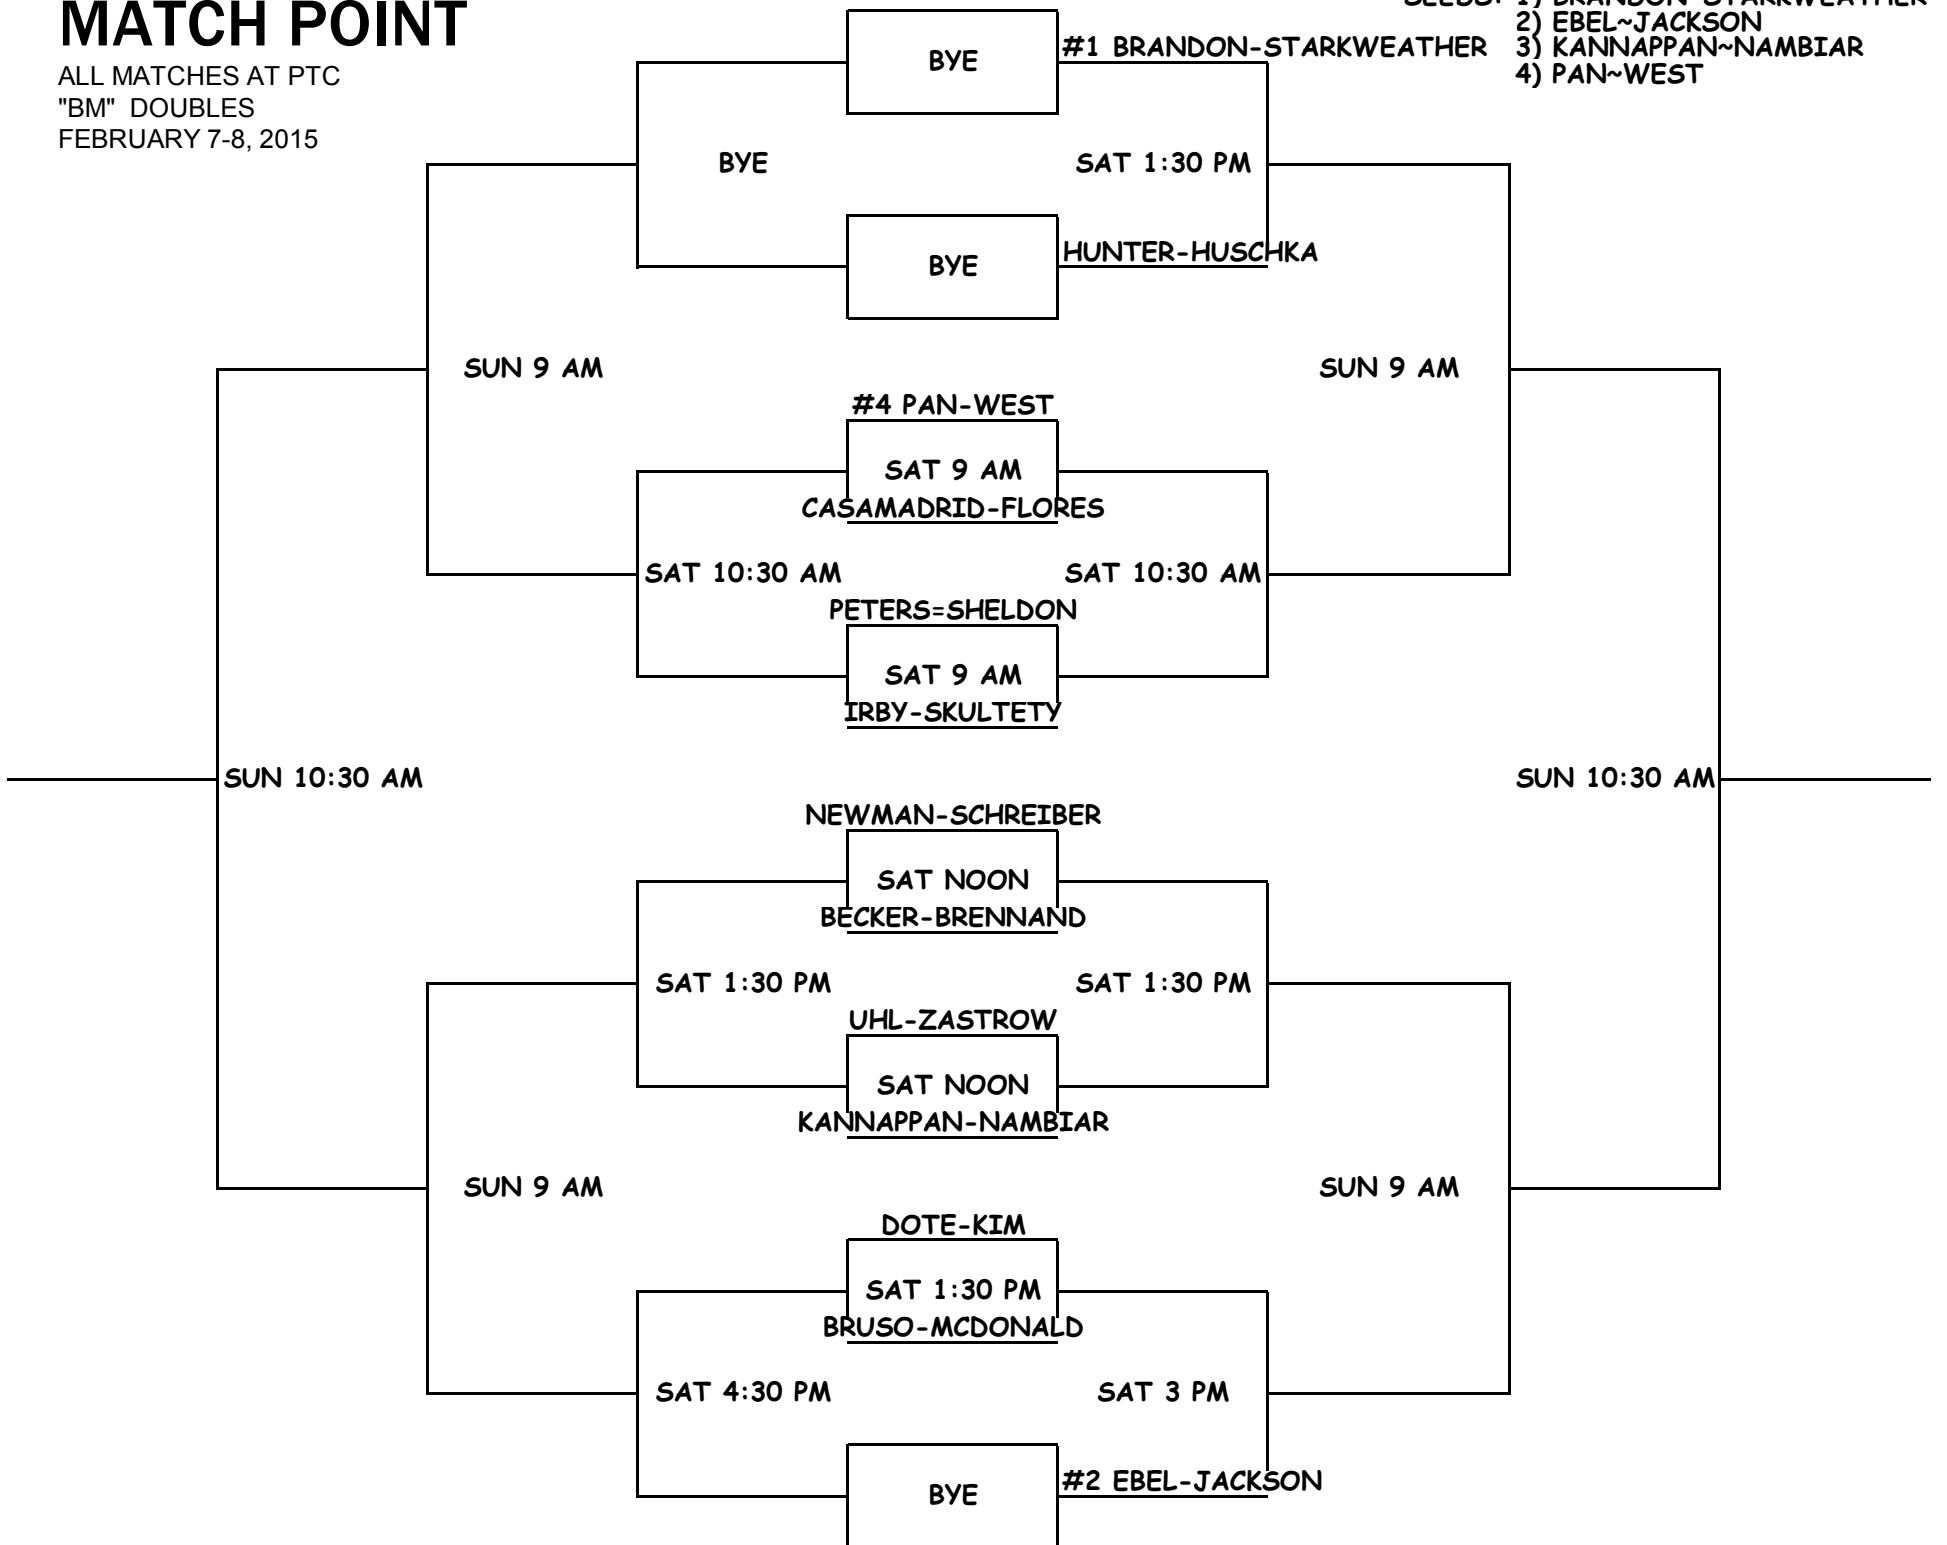 MATCH POINT
ALL MATCHES AT PTC
"BM" DOUBLES
FEBRUARY 7-8, 2015
SEEDS: 1) BRANDON-STARKWEATHER
2) EBEL~JACKSON
3) KANNAPPAN~NAMBIAR
4) PAN~WEST
BYE
#1 BRANDON-STARKWEATHER
BYE
SAT 1:30 PM
BYE
HUNTER-HUSCHKA
SUN 9 AM
SUN 9 AM
#4 PAN-WEST
SAT 9 AM
CASAMADRID-FLORES
SAT 10:30 AM
SAT 10:30 AM
PETERS=SHELDON
SAT 9 AM
IRBY-SKULTETY
SUN 10:30 AM
SUN 10:30 AM
NEWMAN-SCHREIBER
SAT NOON
BECKER-BRENNAND
SAT 1:30 PM
SAT 1:30 PM
UHL-ZASTROW
SAT NOON
KANNAPPAN-NAMBIAR
SUN 9 AM
SUN 9 AM
DOTE-KIM
SAT 1:30 PM
BRUSO-MCDONALD
SAT 4:30 PM
SAT 3 PM
#2 EBEL-JACKSON
BYE